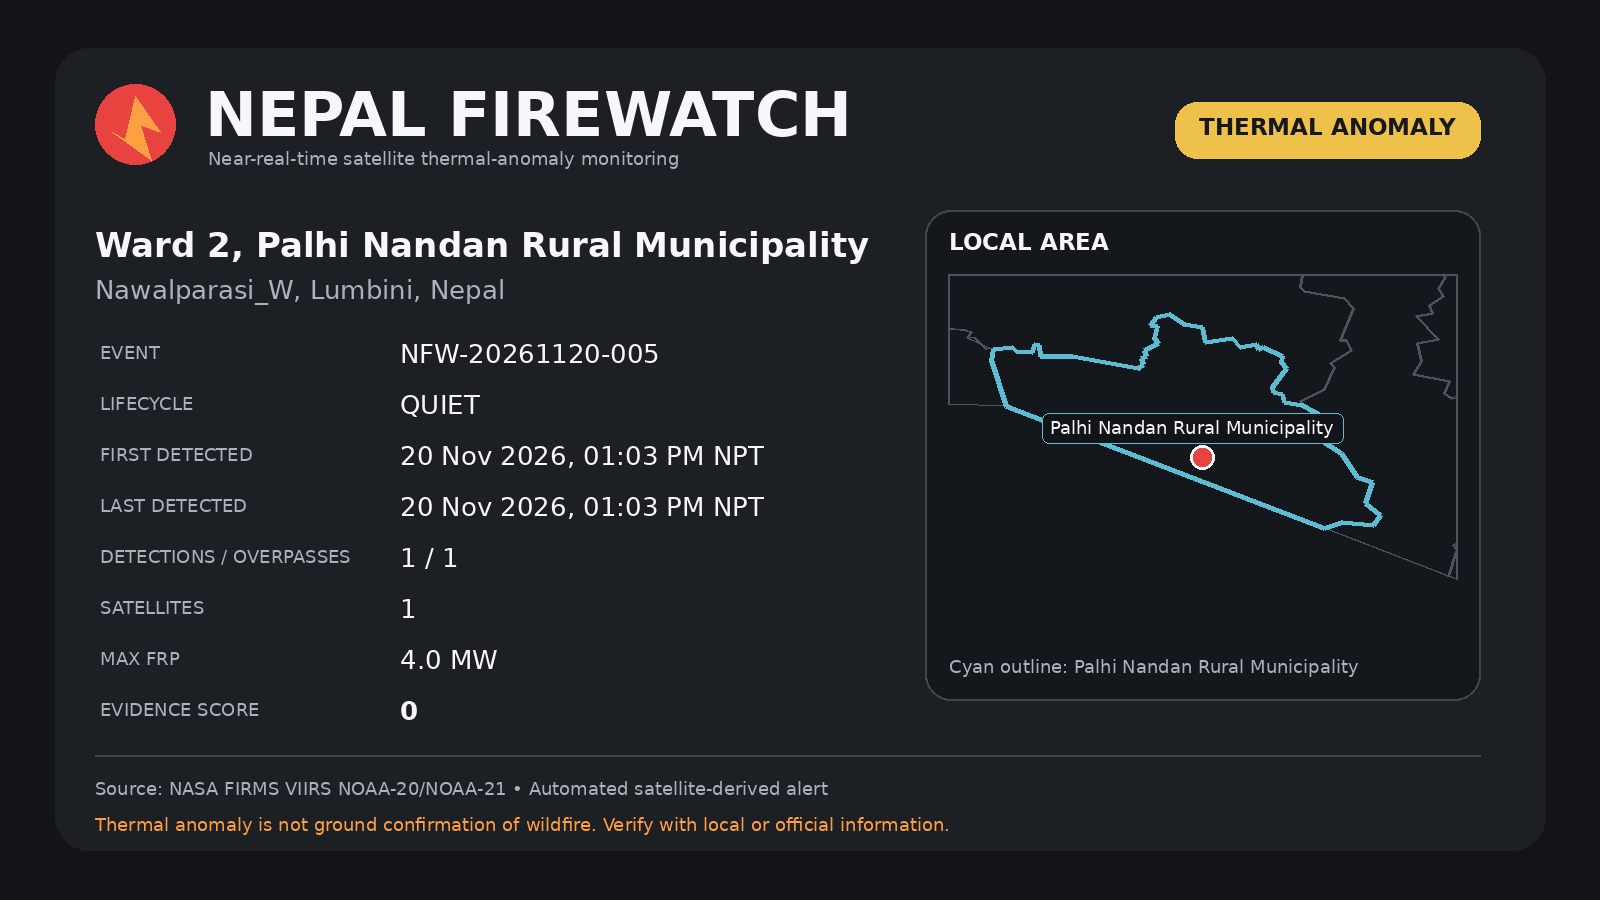 NEPAL FIREWATCH
Near-real-time satellite thermal-anomaly monitoring
THERMAL ANOMALY
Ward 2, Palhi Nandan Rural Municipality
Nawalparasi_W, Lumbini, Nepal
EVENT NFW-20261120-005
LIFECYCLE QUIET
FIRST DETECTED 20 Nov 2026, 01:03 PM NPT
LAST DETECTED 20 Nov 2026, 01:03 PM NPT
DETECTIONS / OVERPASSES 1 / 1
SATELLITES 1
MAX FRP 4.0 MW
EVIDENCE SCORE 0
LOCAL AREA
Palhi Nandan Rural Municipality
Cyan outline: Palhi Nandan Rural Municipality
Source: NASA FIRMS VIIRS NOAA-20/NOAA-21 • Automated satellite-derived alert
Thermal anomaly is not ground confirmation of wildfire. Verify with local or official information.